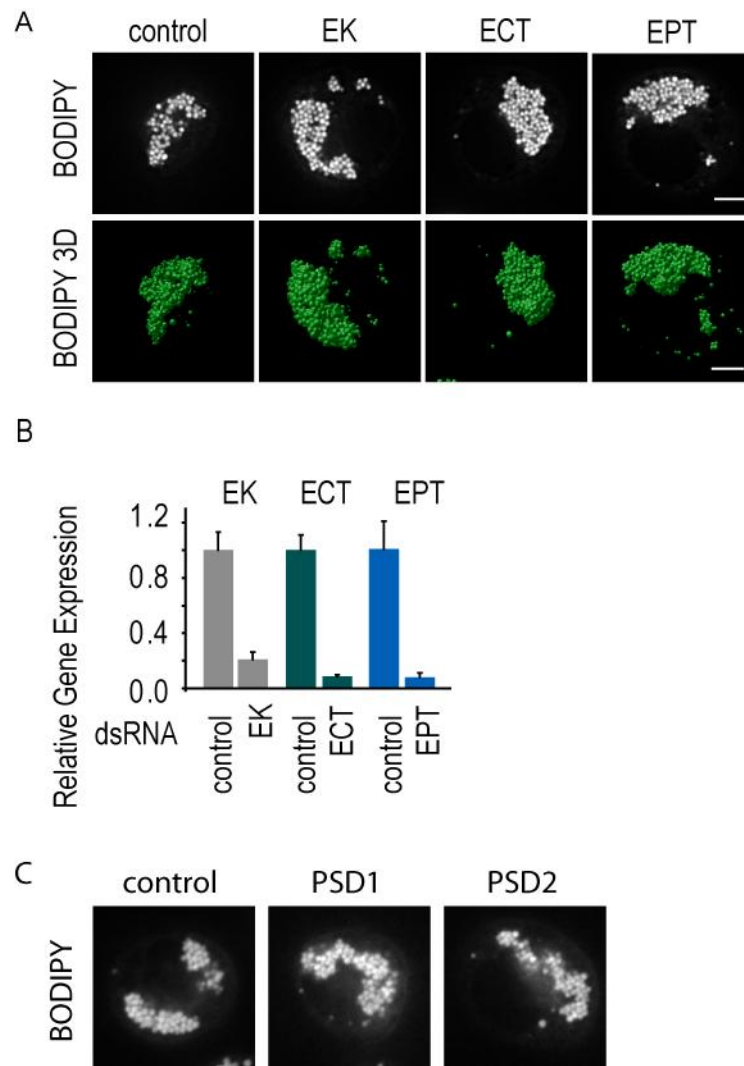 A
control EK ECT EPT
BODIPY
BODIPY 3D
B
EK ECT EPT
Relative Gene Expression
1.2
0.8
0.4
0.0
dsRNA
control EK control ECT control EPT
C
control PSD1 PSD2
BODIPY